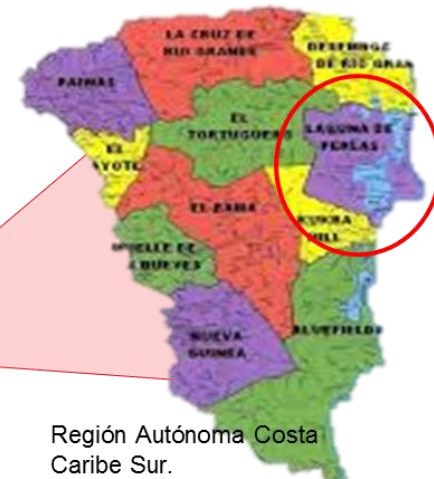 LA CRUZ DE
RIO GRANDE
DESEMBOC
DE RIO GRAN
PAIWAS
EL
TORTUGUERO
LAGUNA DE
PERLAS
EL
AYOTE
EL RAMA
KUKRA
HILL
MUELLE DE
BUEYES
NUEVA
GUINEA
BLUEFIELDS
Región Autónoma Costa
Caribe Sur.